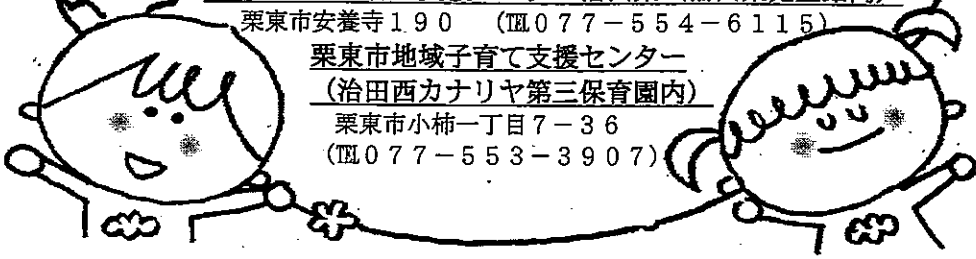 栗東市安養寺190 (℡077-554-6115)
栗東市地域子育て支援センター
(治田西カナリヤ第三保育園内)
栗東市小柿一丁目7-36
(℡077-553-3907)